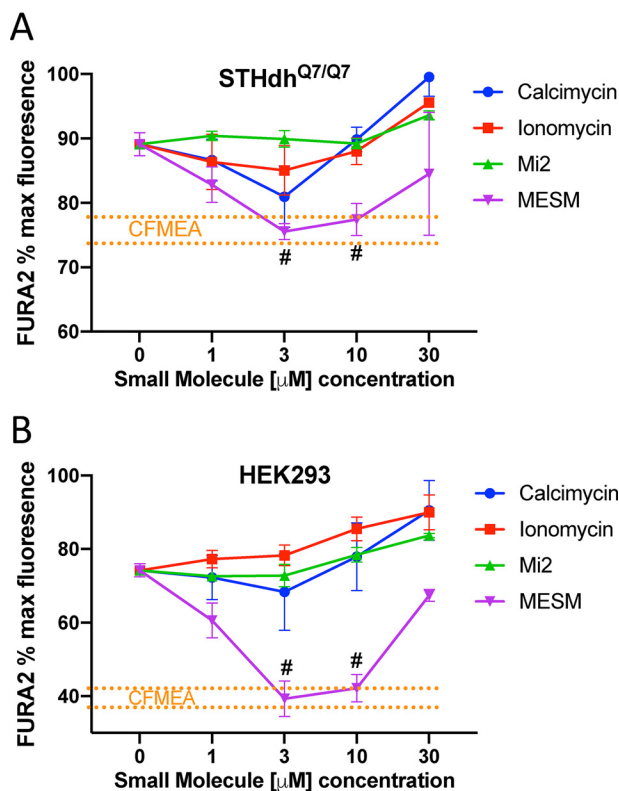 A
STHdh^Q7/Q7
FURA2 % max fluoresence
100
90
80
70
60
CFMEA
#
#
0
1
3
10
30
Small Molecule [μM] concentration
Calcimycin
Ionomycin
Mi2
MESM
B
HEK293
FURA2 % max fluoresence
100
80
60
40
CFMEA
#
#
0
1
3
10
30
Small Molecule [μM] concentration
Calcimycin
Ionomycin
Mi2
MESM